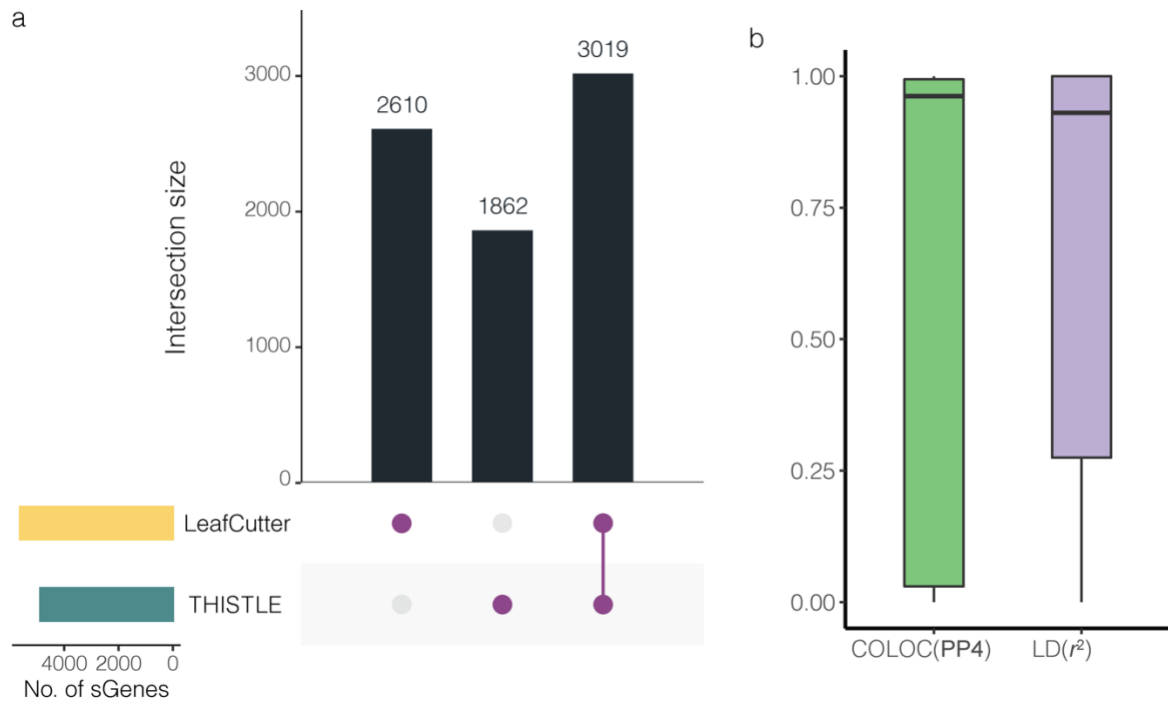 a
Intersection size
3000
2000
1000
0
2610
1862
3019
LeafCutter
THISTLE
4000 2000 0
No. of sGenes
b
1.00
0.75
0.50
0.25
0.00
COLOC(PP4) LD(r²)